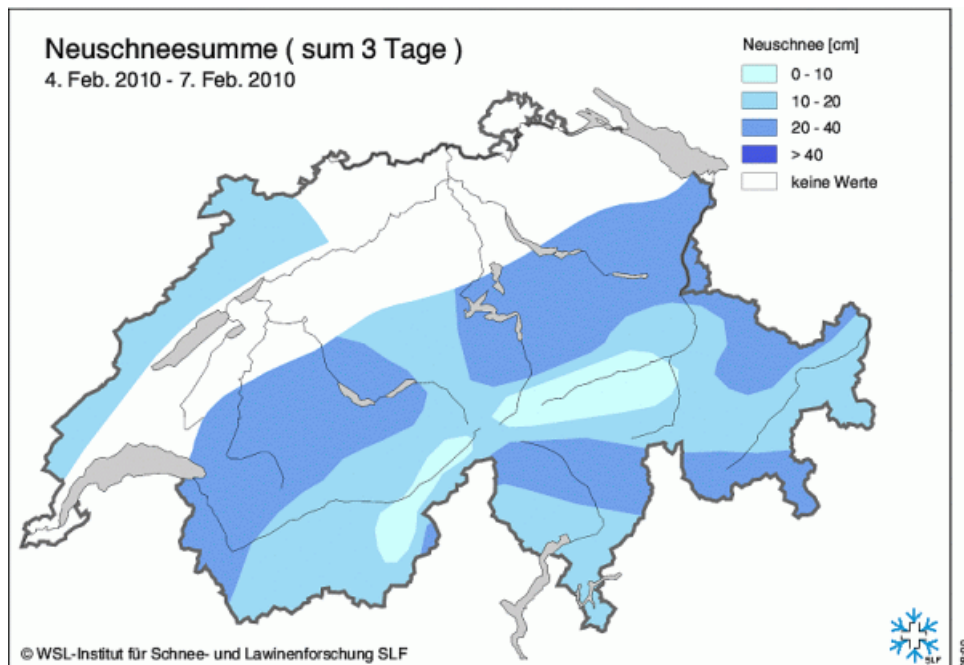 Neuschneesumme ( sum 3 Tage )
4. Feb. 2010 - 7. Feb. 2010
Neuschnee [cm]
0 - 10
10 - 20
20 - 40
> 40
keine Werte
© WSL-Institut für Schnee- und Lawinenforschung SLF
SLF